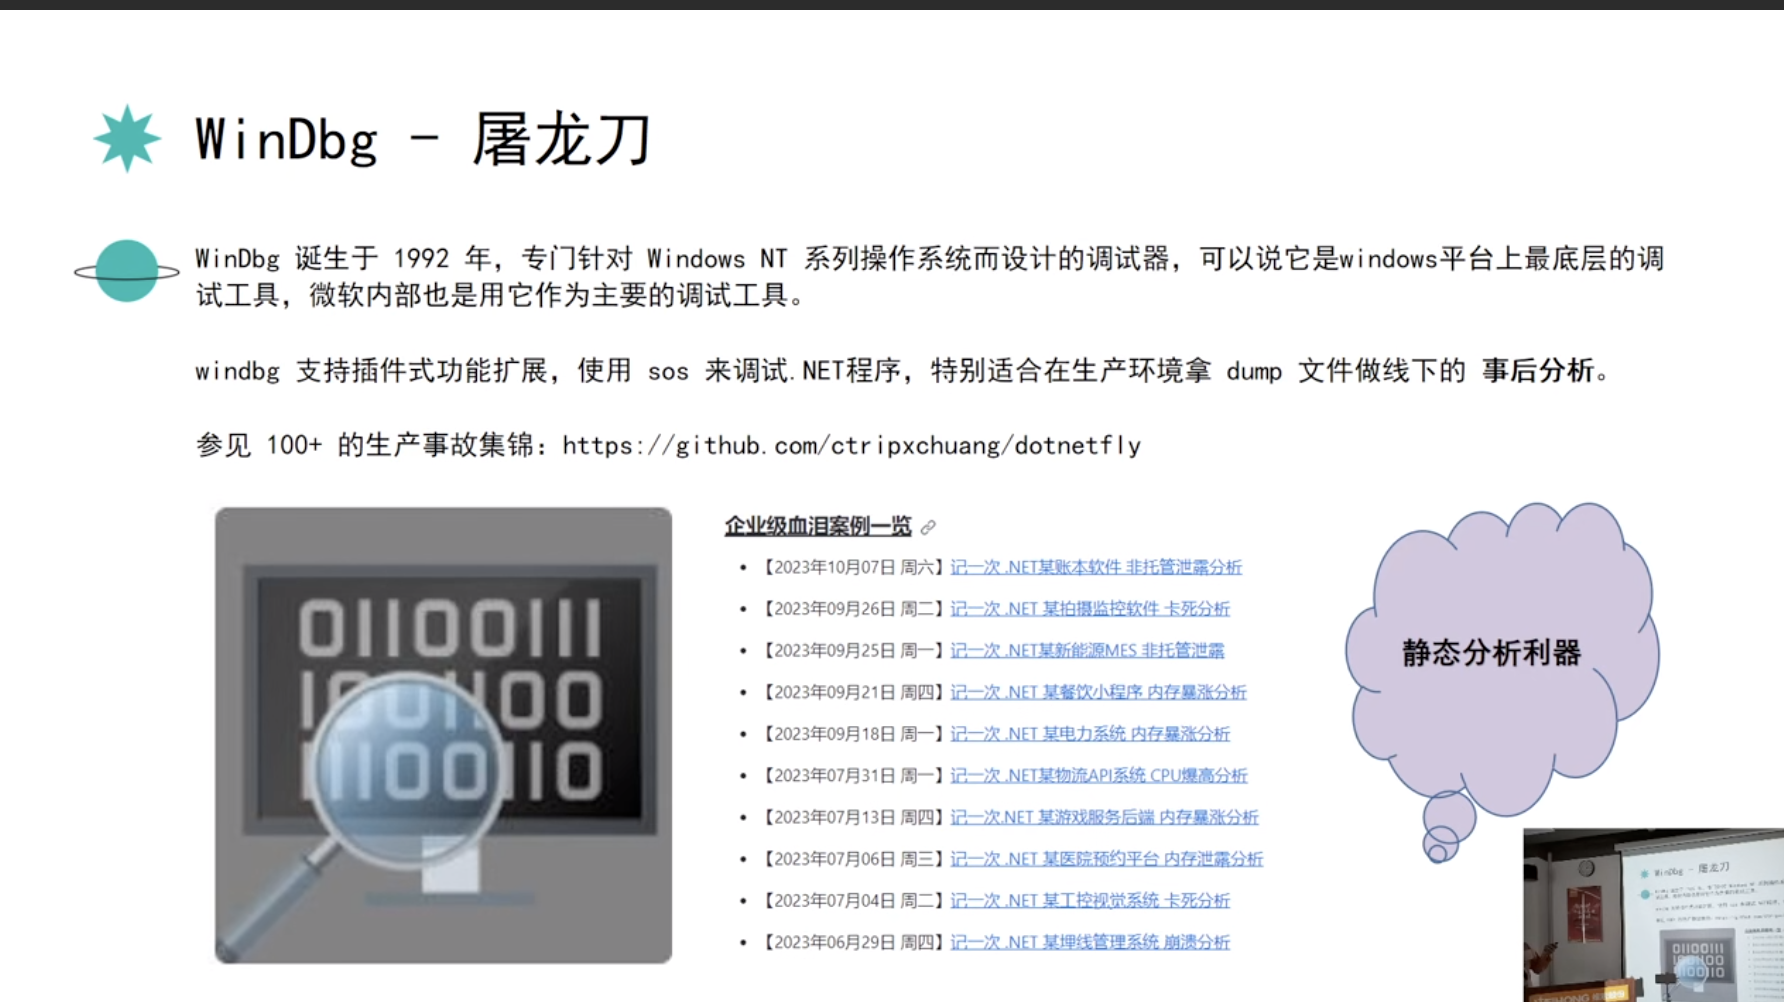 WinDbg - 屠龙刀
WinDbg 诞生于 1992 年，专门针对 Windows NT 系列操作系统而设计的调试器，可以说它是windows平台上最底层的调
试工具，微软内部也是用它作为主要的调试工具。
windbg 支持插件式功能扩展，使用 sos 来调试.NET程序，特别适合在生产环境拿 dump 文件做线下的 事后分析。
参见 100+ 的生产事故集锦：https://github.com/ctripxchuang/dotnetfly
01100111
1001100
1110010
企业级血泪案例一览
【2023年10月07日 周六】记一次 .NET某账本软件 非托管泄露分析
【2023年09月26日 周二】记一次 .NET 某拍摄监控软件 卡死分析
【2023年09月25日 周一】记一次 .NET某新能源MES 非托管泄露
【2023年09月21日 周四】记一次 .NET 某餐饮小程序 内存暴涨分析
【2023年09月18日 周一】记一次 .NET 某电力系统 内存暴涨分析
【2023年07月31日 周一】记一次 .NET某物流API系统 CPU爆高分析
【2023年07月13日 周四】记一次.NET 某游戏服务后端 内存暴涨分析
【2023年07月06日 周三】记一次 .NET 某医院预约平台 内存泄露分析
【2023年07月04日 周二】记一次 .NET 某工控视觉系统 卡死分析
【2023年06月29日 周四】记一次 .NET 某埋线管理系统 崩溃分析
静态分析利器
WinDbg - 屠龙刀